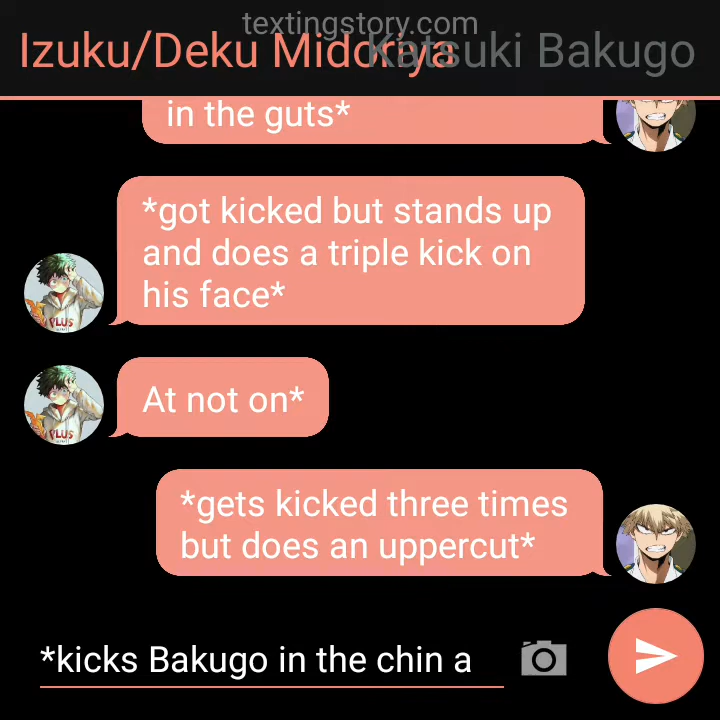 textingstory.com
Izuku/Deku Midoriya
Katsuki Bakugo
in the guts*
*got kicked but stands up
and does a triple kick on
his face*
PLUS
At not on*
PLUS
*gets kicked three times
but does an uppercut*
*kicks Bakugo in the chin a